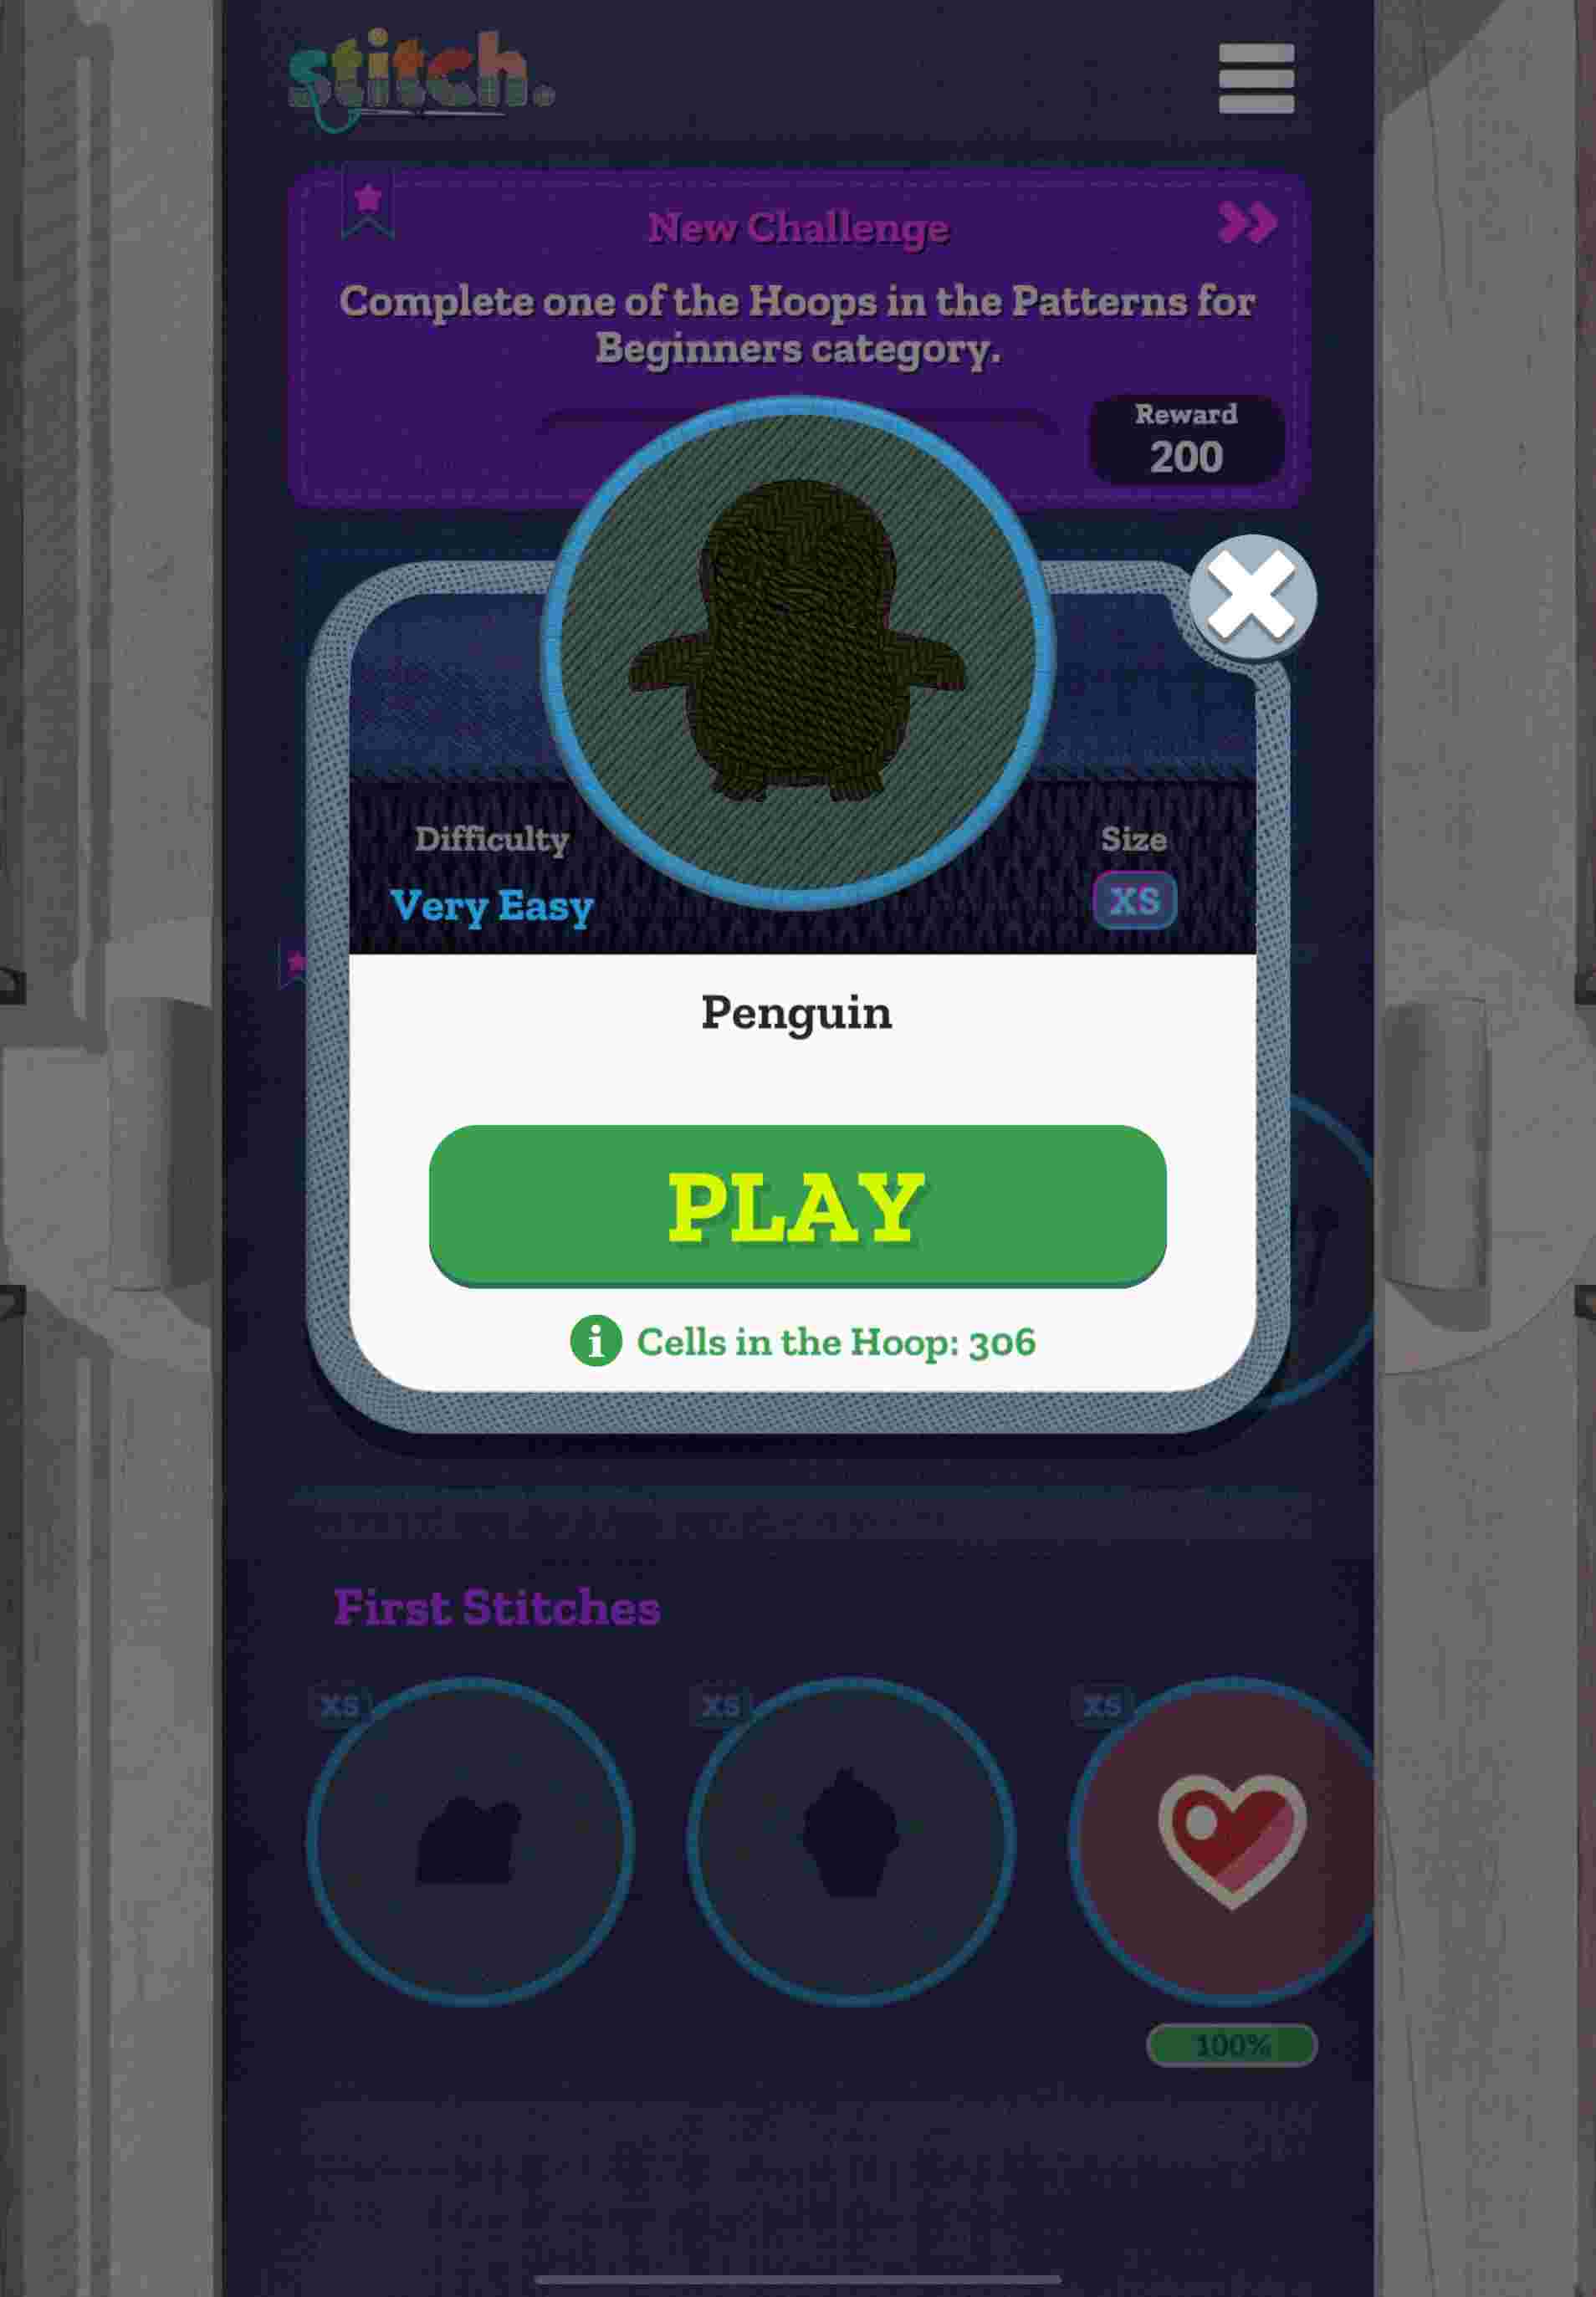 stitch.
New Challenge
Complete one of the Hoops in the Patterns for
Beginners category.
Reward
200
Difficulty
Very Easy
Size
XS
Penguin
PLAY
i Cells in the Hoop: 306
First Stitches
XS
XS
XS
100%